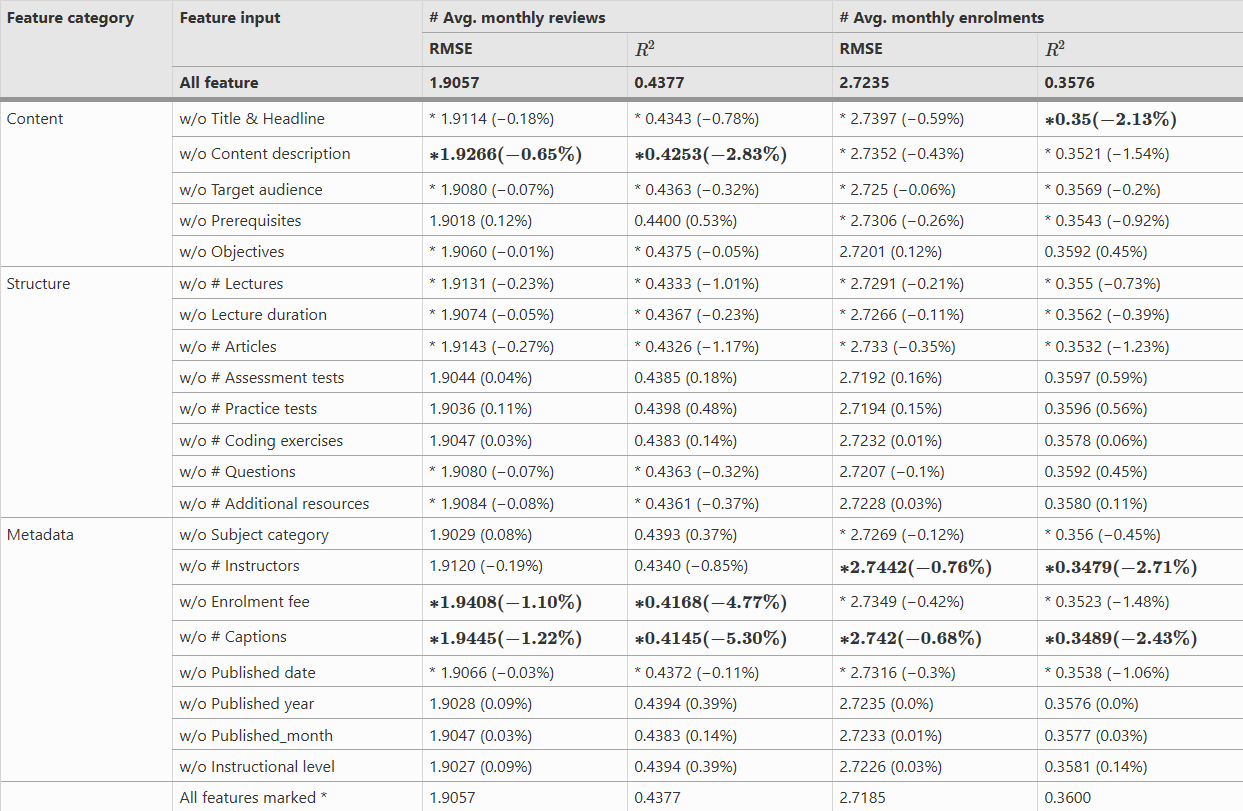 Feature category Feature input # Avg. monthly reviews # Avg. monthly enrolments
RMSE R² RMSE R²
All feature 1.9057 0.4377 2.7235 0.3576
Content w/o Title & Headline * 1.9114 (−0.18%) * 0.4343 (−0.78%) * 2.7397 (−0.59%) ∗0.35(−2.13%)
w/o Content description ∗1.9266(−0.65%) ∗0.4253(−2.83%) * 2.7352 (−0.43%) * 0.3521 (−1.54%)
w/o Target audience * 1.9080 (−0.07%) * 0.4363 (−0.32%) * 2.725 (−0.06%) * 0.3569 (−0.2%)
w/o Prerequisites 1.9018 (0.12%) 0.4400 (0.53%) * 2.7306 (−0.26%) * 0.3543 (−0.92%)
w/o Objectives * 1.9060 (−0.01%) * 0.4375 (−0.05%) 2.7201 (0.12%) 0.3592 (0.45%)
Structure w/o # Lectures * 1.9131 (−0.23%) * 0.4333 (−1.01%) * 2.7291 (−0.21%) * 0.355 (−0.73%)
w/o Lecture duration * 1.9074 (−0.05%) * 0.4367 (−0.23%) * 2.7266 (−0.11%) * 0.3562 (−0.39%)
w/o # Articles * 1.9143 (−0.27%) * 0.4326 (−1.17%) * 2.733 (−0.35%) * 0.3532 (−1.23%)
w/o # Assessment tests 1.9044 (0.04%) 0.4385 (0.18%) 2.7192 (0.16%) 0.3597 (0.59%)
w/o # Practice tests 1.9036 (0.11%) 0.4398 (0.48%) 2.7194 (0.15%) 0.3596 (0.56%)
w/o # Coding exercises 1.9047 (0.03%) 0.4383 (0.14%) 2.7232 (0.01%) 0.3578 (0.06%)
w/o # Questions * 1.9080 (−0.07%) * 0.4363 (−0.32%) 2.7207 (−0.1%) 0.3592 (0.45%)
w/o # Additional resources * 1.9084 (−0.08%) * 0.4361 (−0.37%) 2.7228 (0.03%) 0.3580 (0.11%)
Metadata w/o Subject category 1.9029 (0.08%) 0.4393 (0.37%) * 2.7269 (−0.12%) * 0.356 (−0.45%)
w/o # Instructors 1.9120 (−0.19%) 0.4340 (−0.85%) ∗2.7442(−0.76%) ∗0.3479(−2.71%)
w/o Enrolment fee ∗1.9408(−1.10%) ∗0.4168(−4.77%) * 2.7349 (−0.42%) * 0.3523 (−1.48%)
w/o # Captions ∗1.9445(−1.22%) ∗0.4145(−5.30%) ∗2.742(−0.68%) ∗0.3489(−2.43%)
w/o Published date * 1.9066 (−0.03%) * 0.4372 (−0.11%) * 2.7316 (−0.3%) * 0.3538 (−1.06%)
w/o Published year 1.9028 (0.09%) 0.4394 (0.39%) 2.7235 (0.0%) 0.3576 (0.0%)
w/o Published_month 1.9047 (0.03%) 0.4383 (0.14%) 2.7233 (0.01%) 0.3577 (0.03%)
w/o Instructional level 1.9027 (0.09%) 0.4394 (0.39%) 2.7226 (0.03%) 0.3581 (0.14%)
All features marked * 1.9057 0.4377 2.7185 0.3600